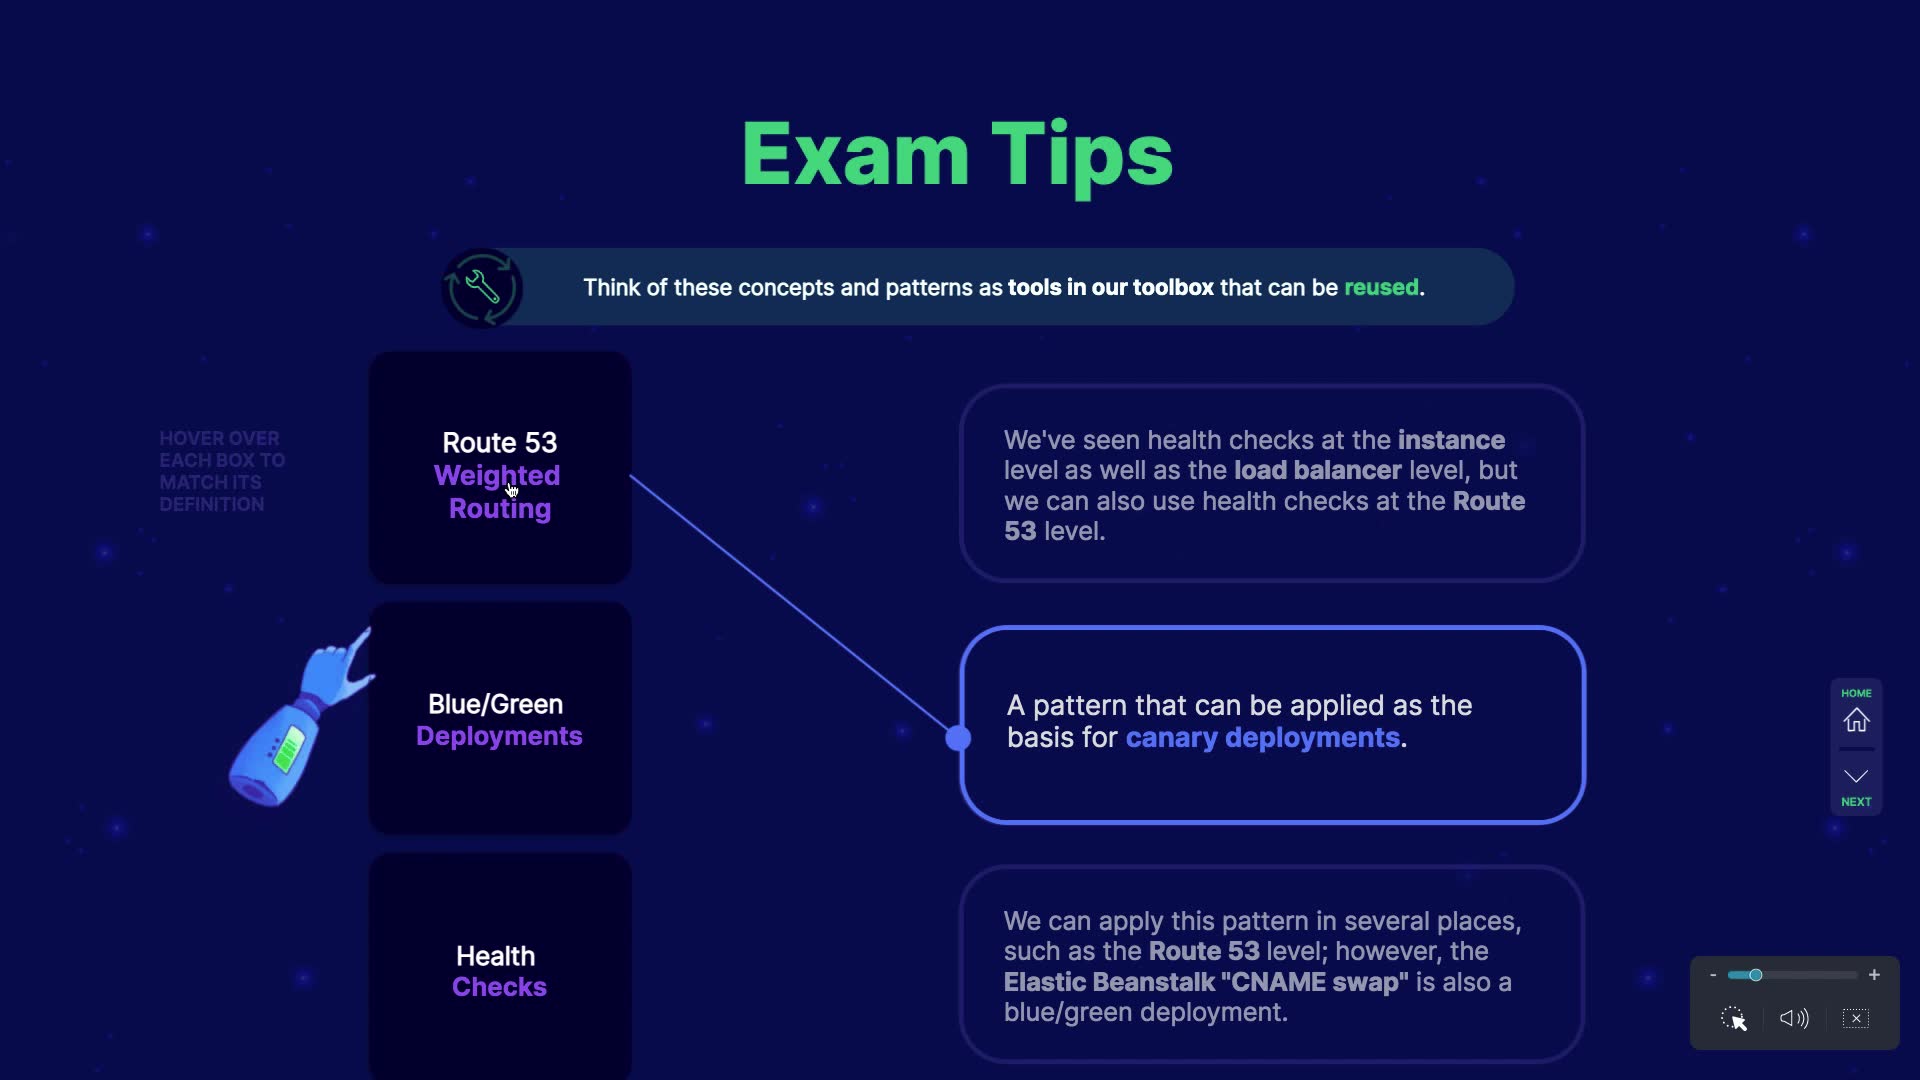 Exam Tips
Think of these concepts and patterns as tools in our toolbox that can be reused.
HOVER OVER
EACH BOX TO
MATCH ITS
DEFINITION
Route 53
Weighted
Routing
Blue/Green
Deployments
Health
Checks
We've seen health checks at the instance
level as well as the load balancer level, but
we can also use health checks at the Route
53 level.
A pattern that can be applied as the
basis for canary deployments.
We can apply this pattern in several places,
such as the Route 53 level; however, the
Elastic Beanstalk "CNAME swap" is also a
blue/green deployment.
HOME
NEXT
- +